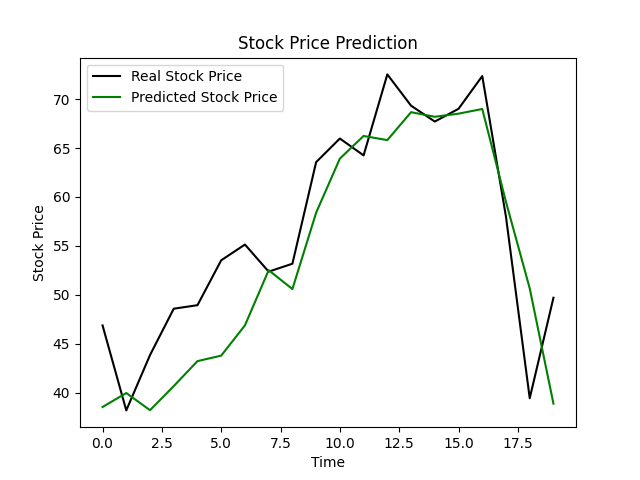 Stock Price Prediction
Real Stock Price
Predicted Stock Price
Stock Price
70
65
60
55
50
45
40
0.0 2.5 5.0 7.5 10.0 12.5 15.0 17.5
Time